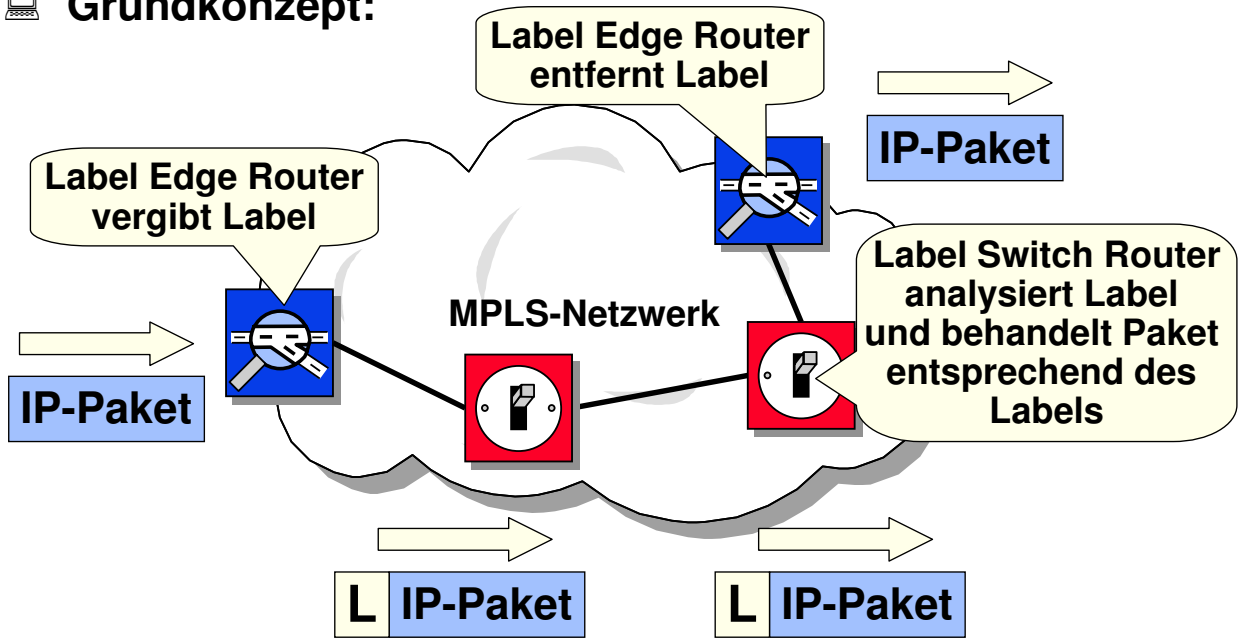 Grundkonzept:
Label Edge Router
entfernt Label
IP-Paket
Label Edge Router
vergibt Label
Label Switch Router
analysiert Label
und behandelt Paket
entsprechend des
Labels
MPLS-Netzwerk
IP-Paket
L IP-Paket
L IP-Paket